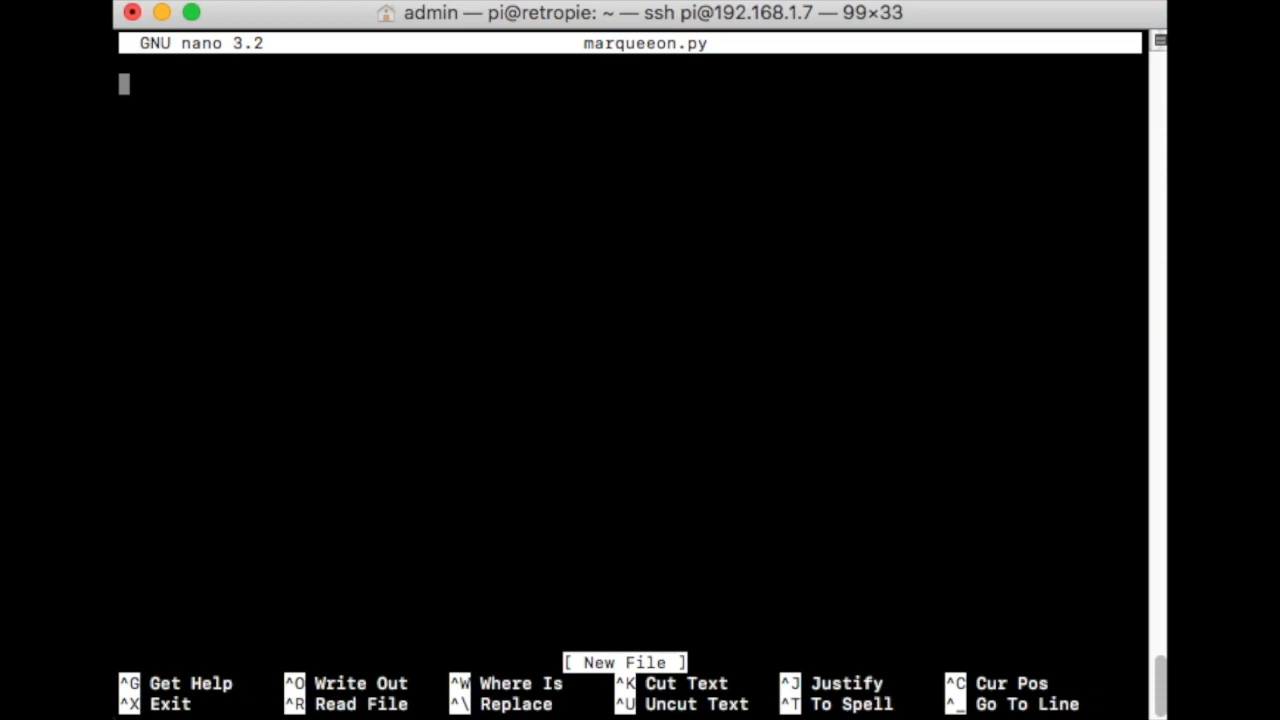 admin — pi@retropie: ~ — ssh pi@192.168.1.7 — 99×33
GNU nano 3.2 marqueeon.py
[ New File ]
^G Get Help ^O Write Out ^W Where Is ^K Cut Text ^J Justify ^C Cur Pos
^X Exit ^R Read File ^\ Replace ^U Uncut Text ^T To Spell ^_ Go To Line